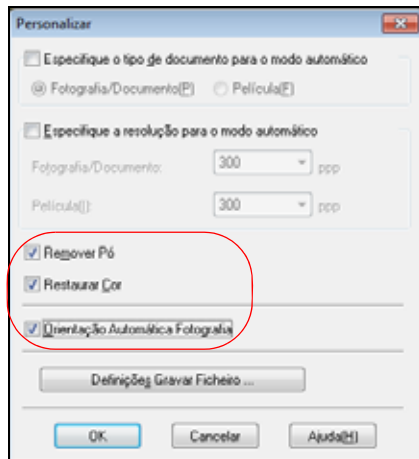 Personalizar
Especifique o tipo de documento para o modo automático
Fotografia/Documento(P) Película(F)
Especifique a resolução para o modo automático
Fotografia/Documento: 300 ppp
Película(I): 300 ppp
Remover Pó
Restaurar Cor
Orientação Automática Fotografia
Definições Gravar Ficheiro ...
OK Cancelar Ajuda(H)